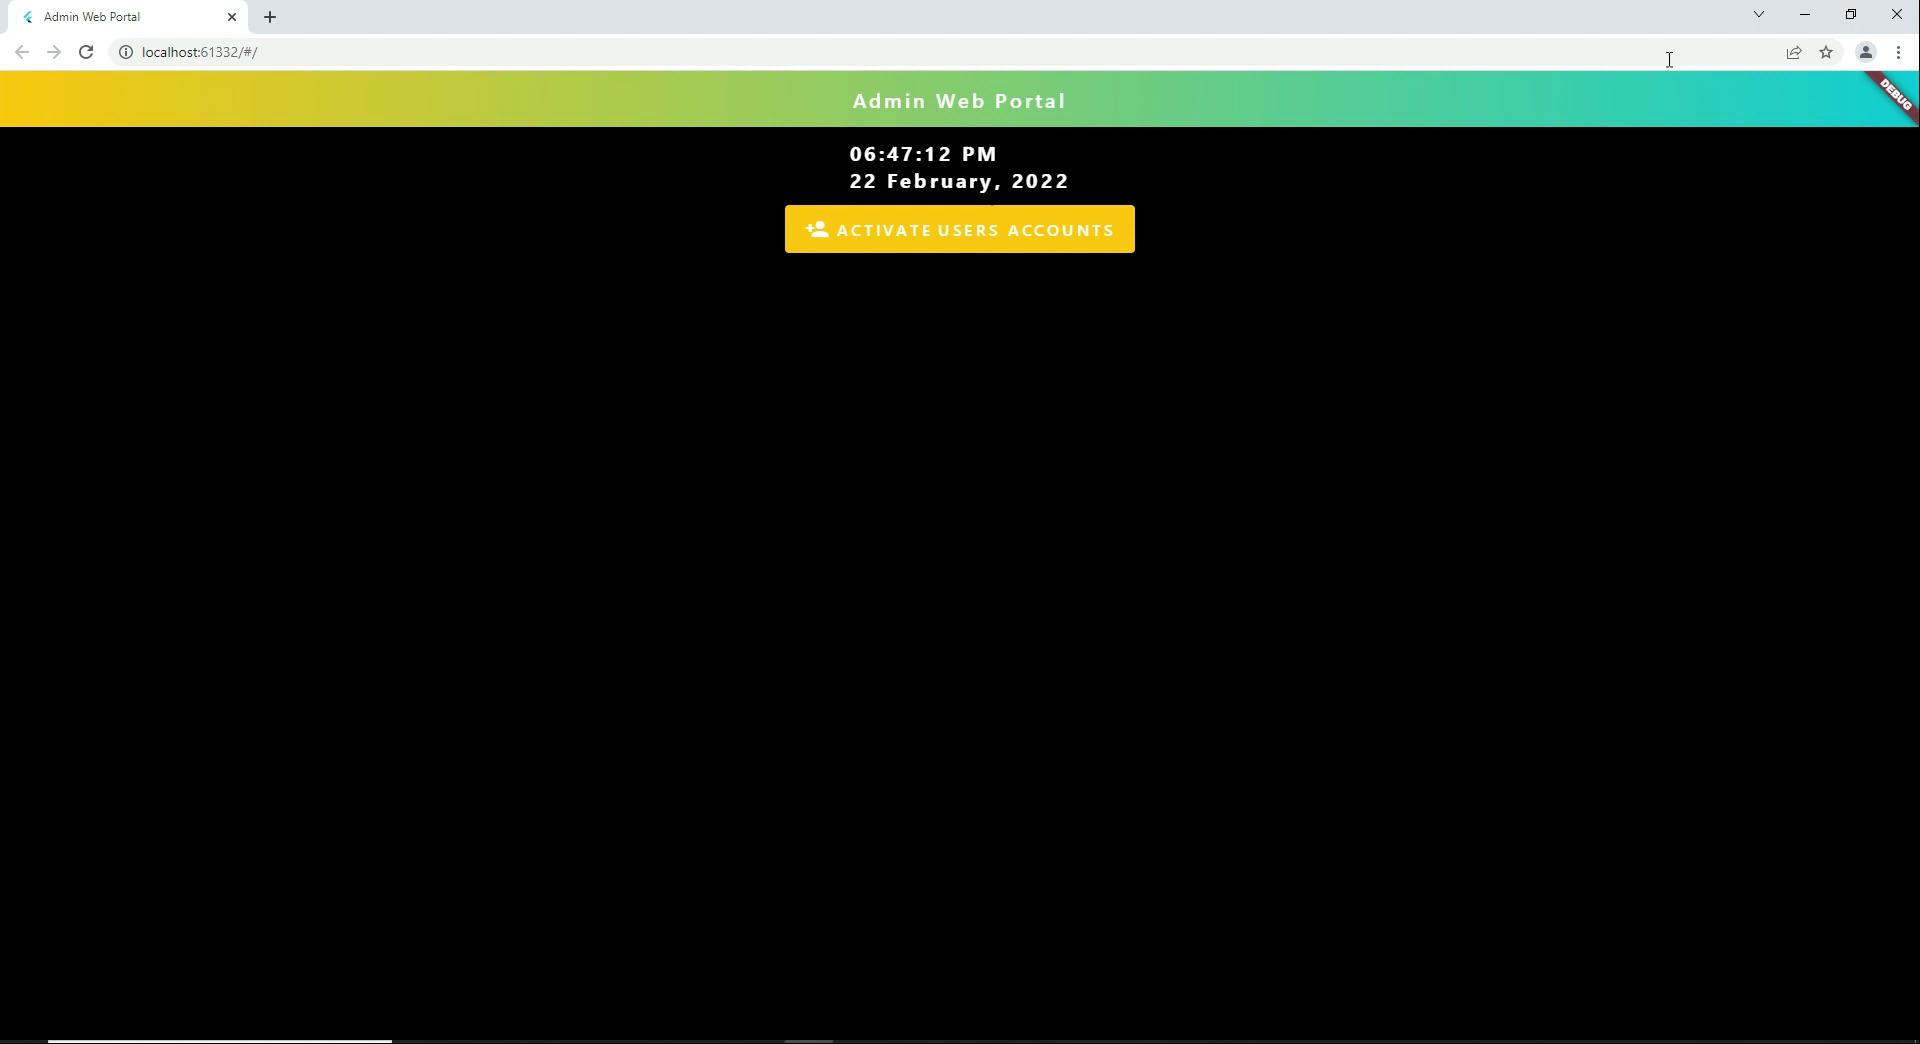 Admin Web Portal
localhost:61332/#/
Admin Web Portal
DEBUG
06:47:12 PM
22 February, 2022
ACTIVATE USERS ACCOUNTS